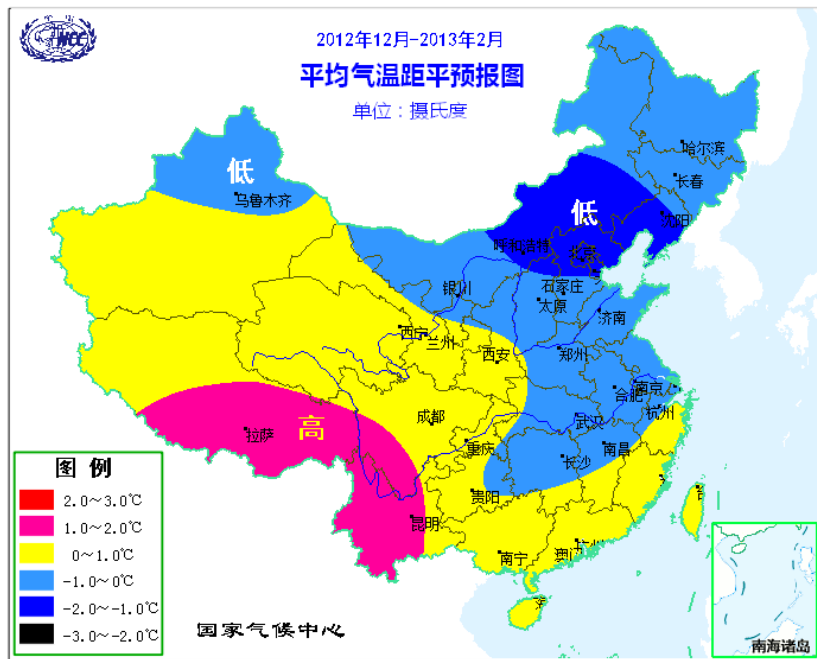 NCC
2012年12月-2013年2月
平均气温距平预报图
单位：摄氏度
哈尔滨
长春
沈阳
低
乌鲁木齐
低
呼和浩特
北京
银川
石家庄
太原
济南
西宁
兰州
西安
郑州
合肥
南京
杭州
成都
武汉
高
拉萨
重庆
长沙
南昌
贵阳
昆明
南宁
澳门
广州
图 例
2.0～3.0℃
1.0～2.0℃
0～1.0℃
-1.0～0℃
-2.0～-1.0℃
-3.0～-2.0℃
国家气候中心
南海诸岛